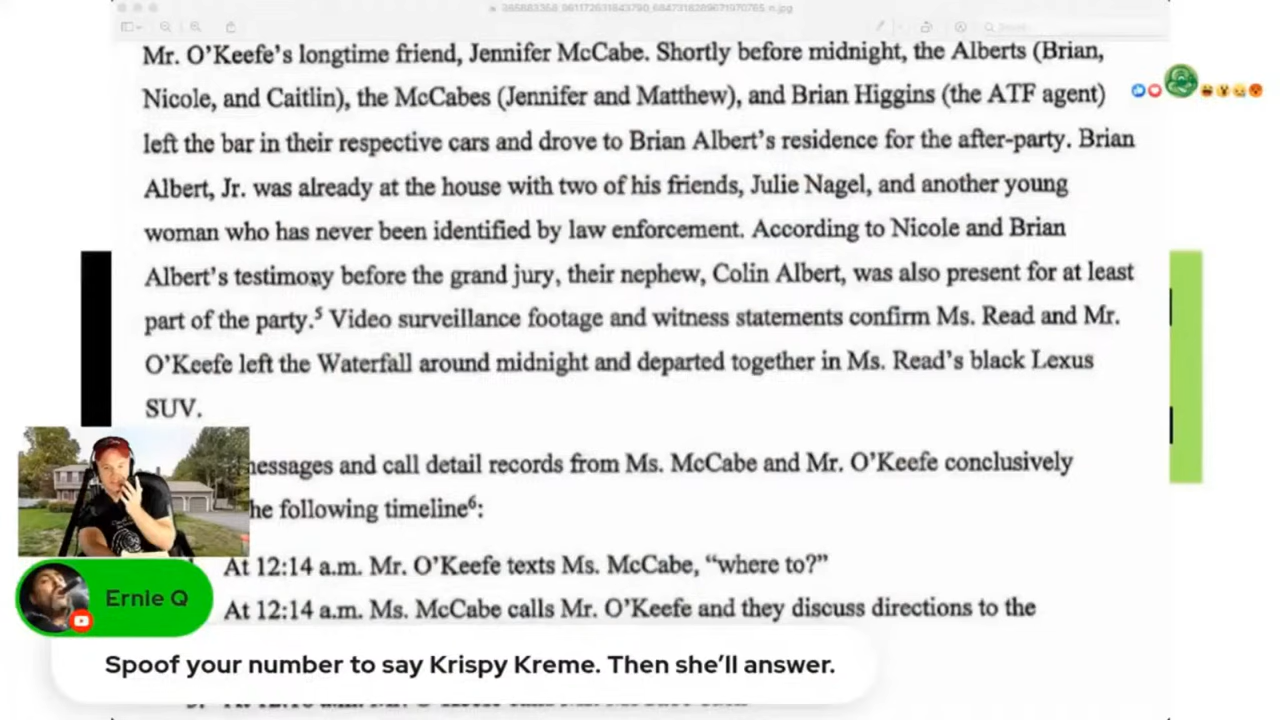 Mr. O'Keefe's longtime friend, Jennifer McCabe. Shortly before midnight, the Alberts (Brian,
Nicole, and Caitlin), the McCabes (Jennifer and Matthew), and Brian Higgins (the ATF agent)
left the bar in their respective cars and drove to Brian Albert's residence for the after-party. Brian
Albert, Jr. was already at the house with two of his friends, Julie Nagel, and another young
woman who has never been identified by law enforcement. According to Nicole and Brian
Albert's testimony before the grand jury, their nephew, Colin Albert, was also present for at least
part of the party.⁵ Video surveillance footage and witness statements confirm Ms. Read and Mr.
O'Keefe left the Waterfall around midnight and departed together in Ms. Read's black Lexus
SUV.
messages and call detail records from Ms. McCabe and Mr. O'Keefe conclusively
he following timeline⁶:
At 12:14 a.m. Mr. O'Keefe texts Ms. McCabe, “where to?”
At 12:14 a.m. Ms. McCabe calls Mr. O'Keefe and they discuss directions to the
Ernie Q
Spoof your number to say Krispy Kreme. Then she'll answer.